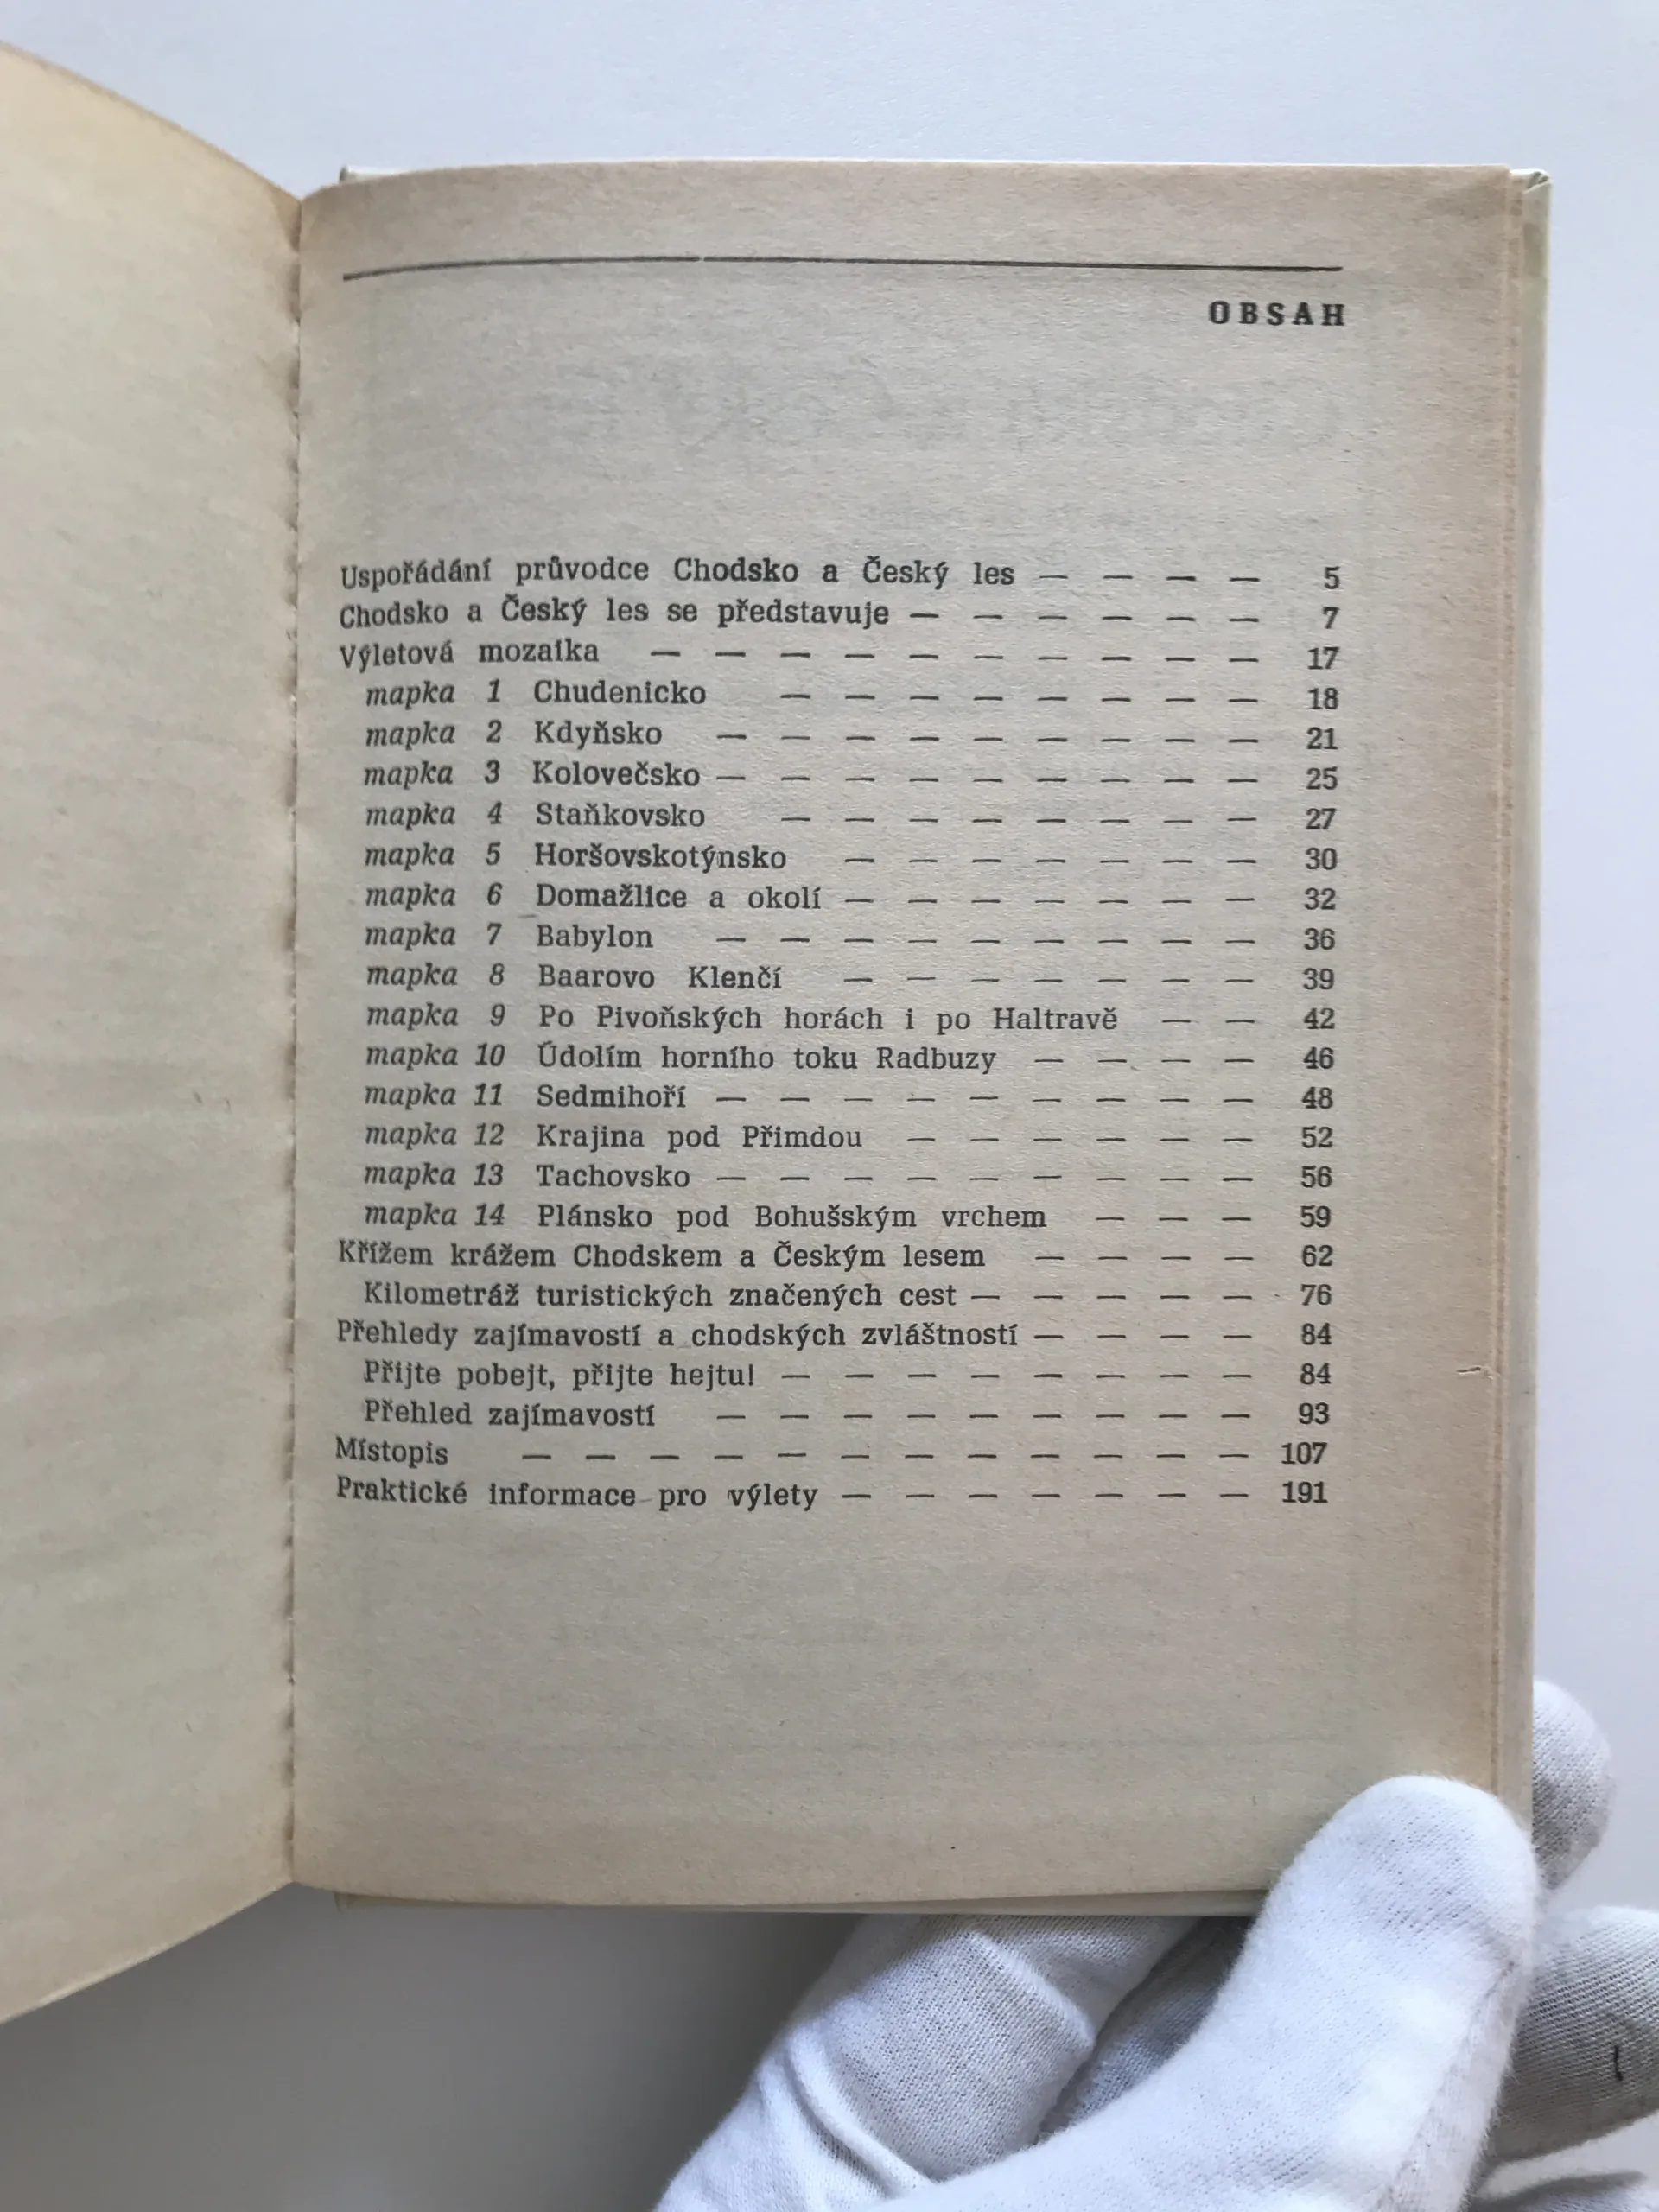 OBSAH
Uspořádání průvodce Chodsko a Český les — — — — 5
Chodsko a Český les se představuje — — — — — — 7
Výletová mozaika — — — — — — — — — — 17
mapka 1 Chudenicko — — — — — — — — 18
mapka 2 Kdyňsko — — — — — — — — — 21
mapka 3 Kolovečsko — — — — — — — — — 25
mapka 4 Staňkovsko — — — — — — — — 27
mapka 5 Horšovskotýnsko — — — — — — — 30
mapka 6 Domažlice a okolí — — — — — — — 32
mapka 7 Babylon — — — — — — — — — 36
mapka 8 Baarovo Klenčí — — — — — — — 39
mapka 9 Po Pivoňských horách i po Haltravě — — 42
mapka 10 Údolím horního toku Radbuzy — — — — 46
mapka 11 Sedmihoří — — — — — — — — — 48
mapka 12 Krajina pod Přimdou — — — — — — 52
mapka 13 Tachovsko — — — — — — — — — 56
mapka 14 Plánsko pod Bohušským vrchem — — — 59
Křížem krážem Chodskem a Českým lesem — — — — 62
Kilometráž turistických značených cest — — — — — 76
Přehledy zajímavostí a chodských zvláštností — — — — 84
Přijte pobejt, přijte hejtu! — — — — — — — — 84
Přehled zajímavostí — — — — — — — — — 93
Místopis — — — — — — — — — — — — 107
Praktické informace pro výlety — — — — — — — 191